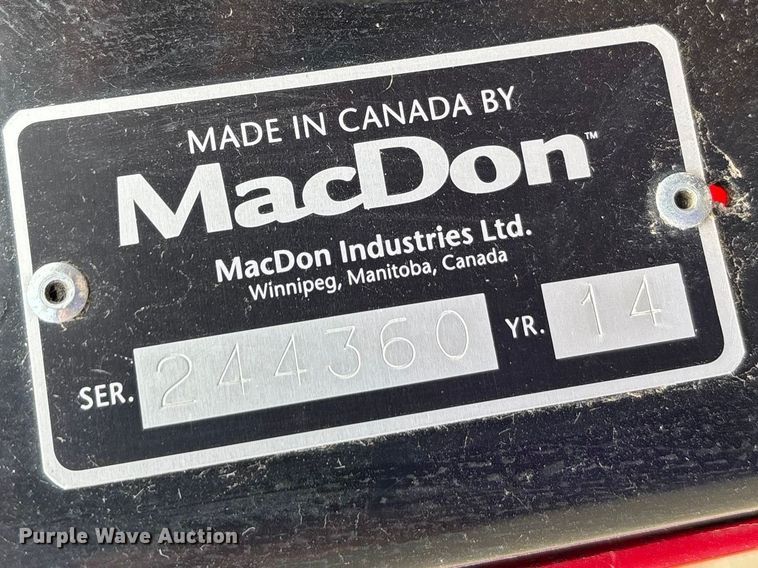 MADE IN CANADA BY
MacDon™
MacDon Industries Ltd.
Winnipeg, Manitoba, Canada
SER. 244360 YR. 14
Purple Wave Auction